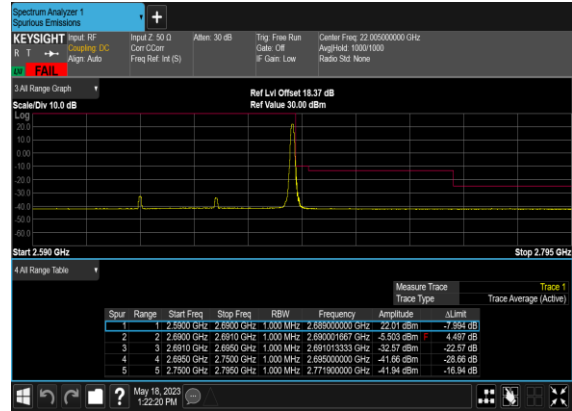 Spectrum Analyzer 1
Spurious Emissions
KEYSIGHT Input: RF Input Z: 50 Ω Atten: 30 dB Trig: Free Run Center Freq: 22.005000000 GHz
R T Coupling: DC Corr CCorr Gate: Off Avg|Hold: 1000/1000
Align: Auto Freq Ref: Int (S) IF Gain: Low Radio Std: None
FAIL
3 All Range Graph
Ref Lvl Offset 18.37 dB
Scale/Div 10.0 dB Ref Value 30.00 dBm
Log
20.0
10.0
0.00
-10.0
-20.0
-30.0
-40.0
-50.0
-60.0
Start 2.590 GHz Stop 2.795 GHz
4 All Range Table
Measure Trace Trace 1
Trace Type Trace Average (Active)
Spur Range Start Freq Stop Freq RBW Frequency Amplitude ΔLimit
1 1 2.5900 GHz 2.6900 GHz 1.000 MHz 2.689000000 GHz 22.01 dBm -7.994 dB
2 2 2.6900 GHz 2.6910 GHz 1.000 MHz 2.690001667 GHz -5.503 dBm F 4.497 dB
3 3 2.6910 GHz 2.6950 GHz 1.000 MHz 2.691013333 GHz -32.57 dBm -22.57 dB
4 4 2.6950 GHz 2.7500 GHz 1.000 MHz 2.695000000 GHz -41.66 dBm -28.66 dB
5 5 2.7500 GHz 2.7950 GHz 1.000 MHz 2.771900000 GHz -41.94 dBm -16.94 dB
May 18, 2023
1:22:20 PM